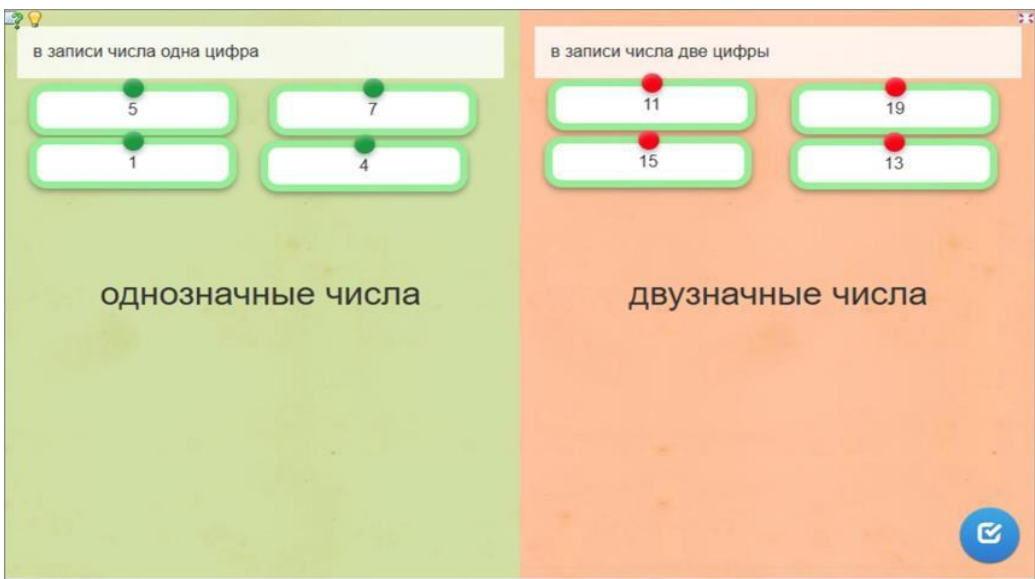 в записи числа одна цифра
5 7
1 4
однозначные числа
в записи числа две цифры
11 19
15 13
двузначные числа